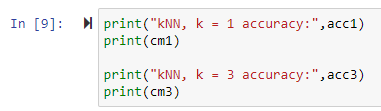 In [9]:
print("kNN, k = 1 accuracy:",acc1)
print(cm1)
print("kNN, k = 3 accuracy:",acc3)
print(cm3)